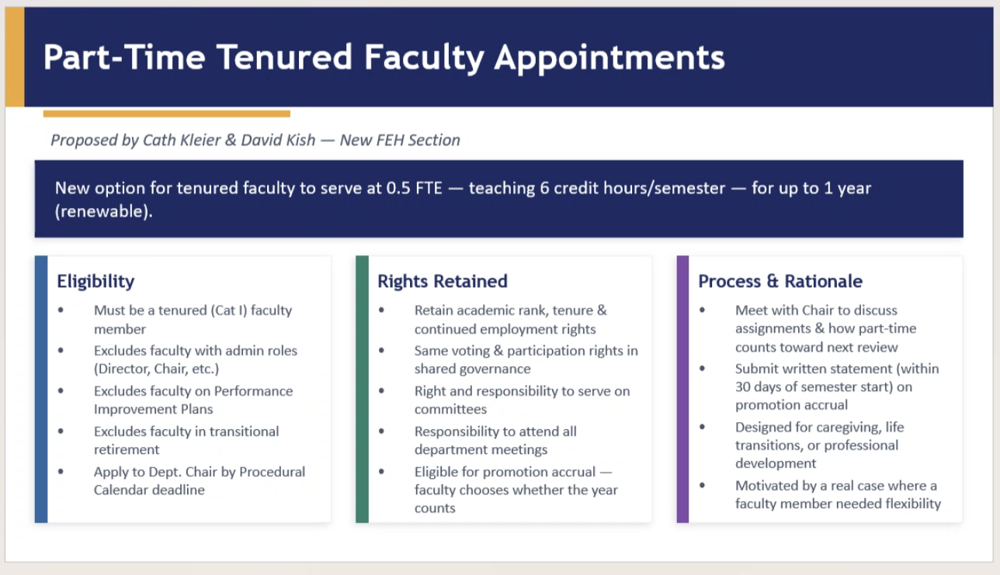 Part-Time Tenured Faculty Appointments
Proposed by Cath Kleier & David Kish — New FEH Section
New option for tenured faculty to serve at 0.5 FTE — teaching 6 credit hours/semester — for up to 1 year
(renewable).
Eligibility
• Must be a tenured (Cat I) faculty
member
• Excludes faculty with admin roles
(Director, Chair, etc.)
• Excludes faculty on Performance
Improvement Plans
• Excludes faculty in transitional
retirement
• Apply to Dept. Chair by Procedural
Calendar deadline
Rights Retained
• Retain academic rank, tenure &
continued employment rights
• Same voting & participation rights in
shared governance
• Right and responsibility to serve on
committees
• Responsibility to attend all
department meetings
• Eligible for promotion accrual —
faculty chooses whether the year
counts
Process & Rationale
• Meet with Chair to discuss
assignments & how part-time
counts toward next review
• Submit written statement (within
30 days of semester start) on
promotion accrual
• Designed for caregiving, life
transitions, or professional
development
• Motivated by a real case where a
faculty member needed flexibility